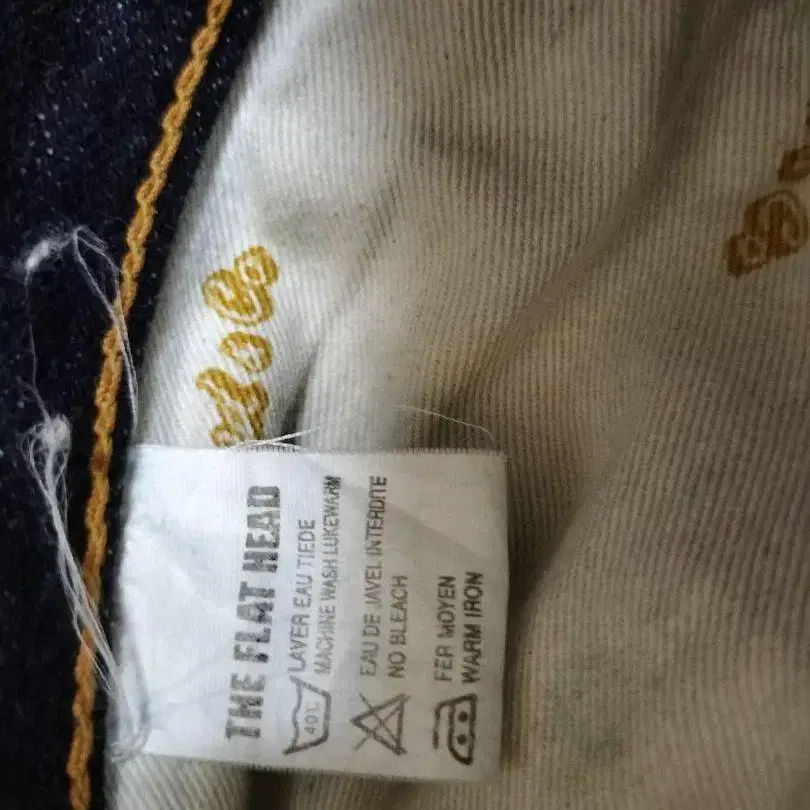 THE FLAT HEAD
LAVER EAU TIEDE
MACHINE WASH LUKEWARM
40℃
EAU DE JAVEL INTERDITE
NO BLEACH
FER MOYEN
WARM IRON